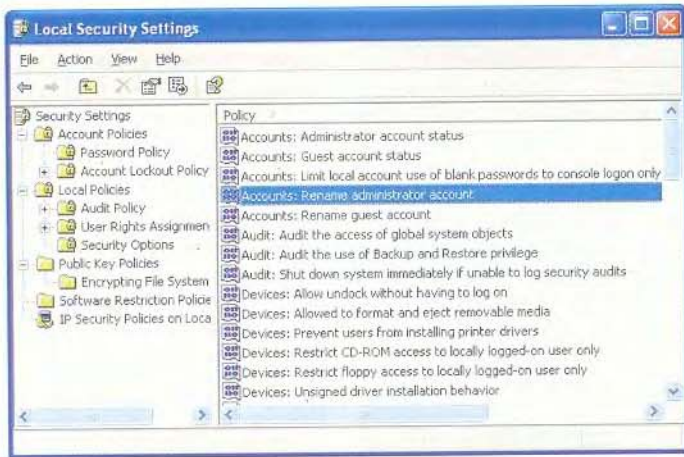 Local Security Settings
File Action View Help
Security Settings
Account Policies
Password Policy
Account Lockout Policy
Local Policies
Audit Policy
User Rights Assignmen
Security Options
Public Key Policies
Encrypting File System
Software Restriction Policie
IP Security Policies on Loca
Policy
Accounts: Administrator account status
Accounts: Guest account status
Accounts: Limit local account use of blank passwords to console logon only
Accounts: Rename administrator account
Accounts: Rename guest account
Audit: Audit the access of global system objects
Audit: Audit the use of Backup and Restore privilege
Audit: Shut down system immediately if unable to log security audits
Devices: Allow undock without having to log on
Devices: Allowed to format and eject removable media
Devices: Prevent users from installing printer drivers
Devices: Restrict CD-ROM access to locally logged-on user only
Devices: Restrict floppy access to locally logged-on user only
Devices: Unsigned driver installation behavior